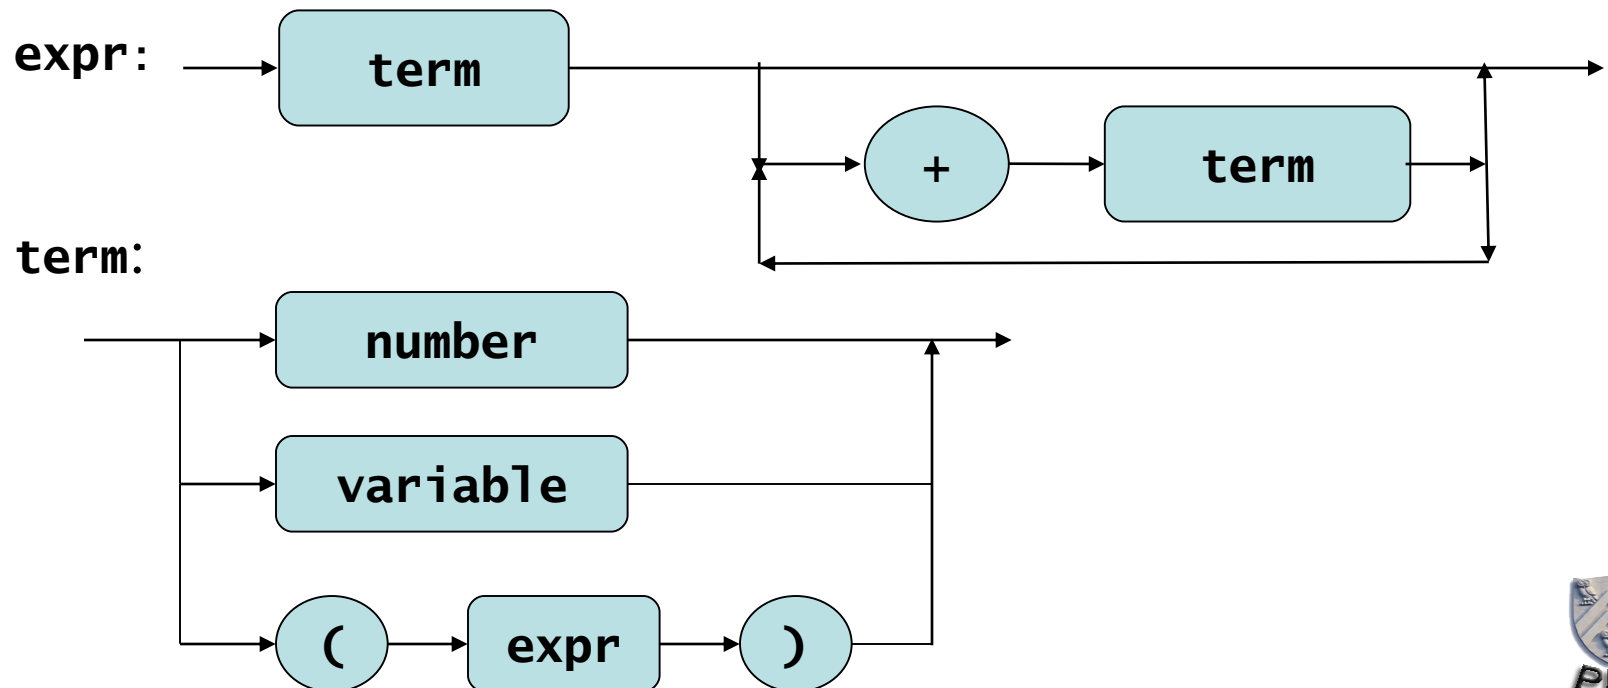 expr: term
+ term
term:
number
variable
( expr )